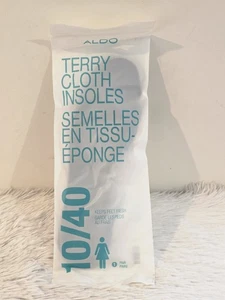 ALDO
TERRY
CLOTH
INSOLES
SEMELLES
EN TISSU-
ÉPONGE
10/40